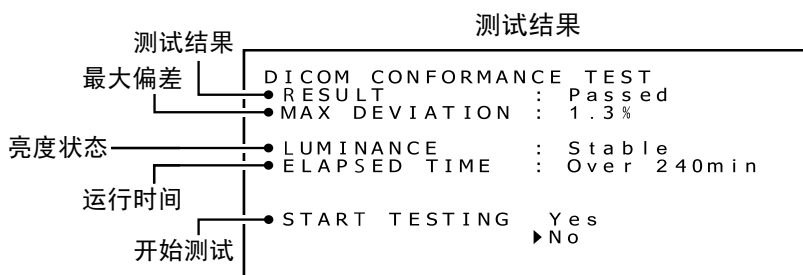 测试结果
测试结果
最大偏差
亮度状态
运行时间
开始测试
DICOM CONFORMANCE TEST
RESULT : Passed
MAX DEVIATION : 1.3%
LUMINANCE : Stable
ELAPSED TIME : Over 240min
START TESTING Yes
▶No